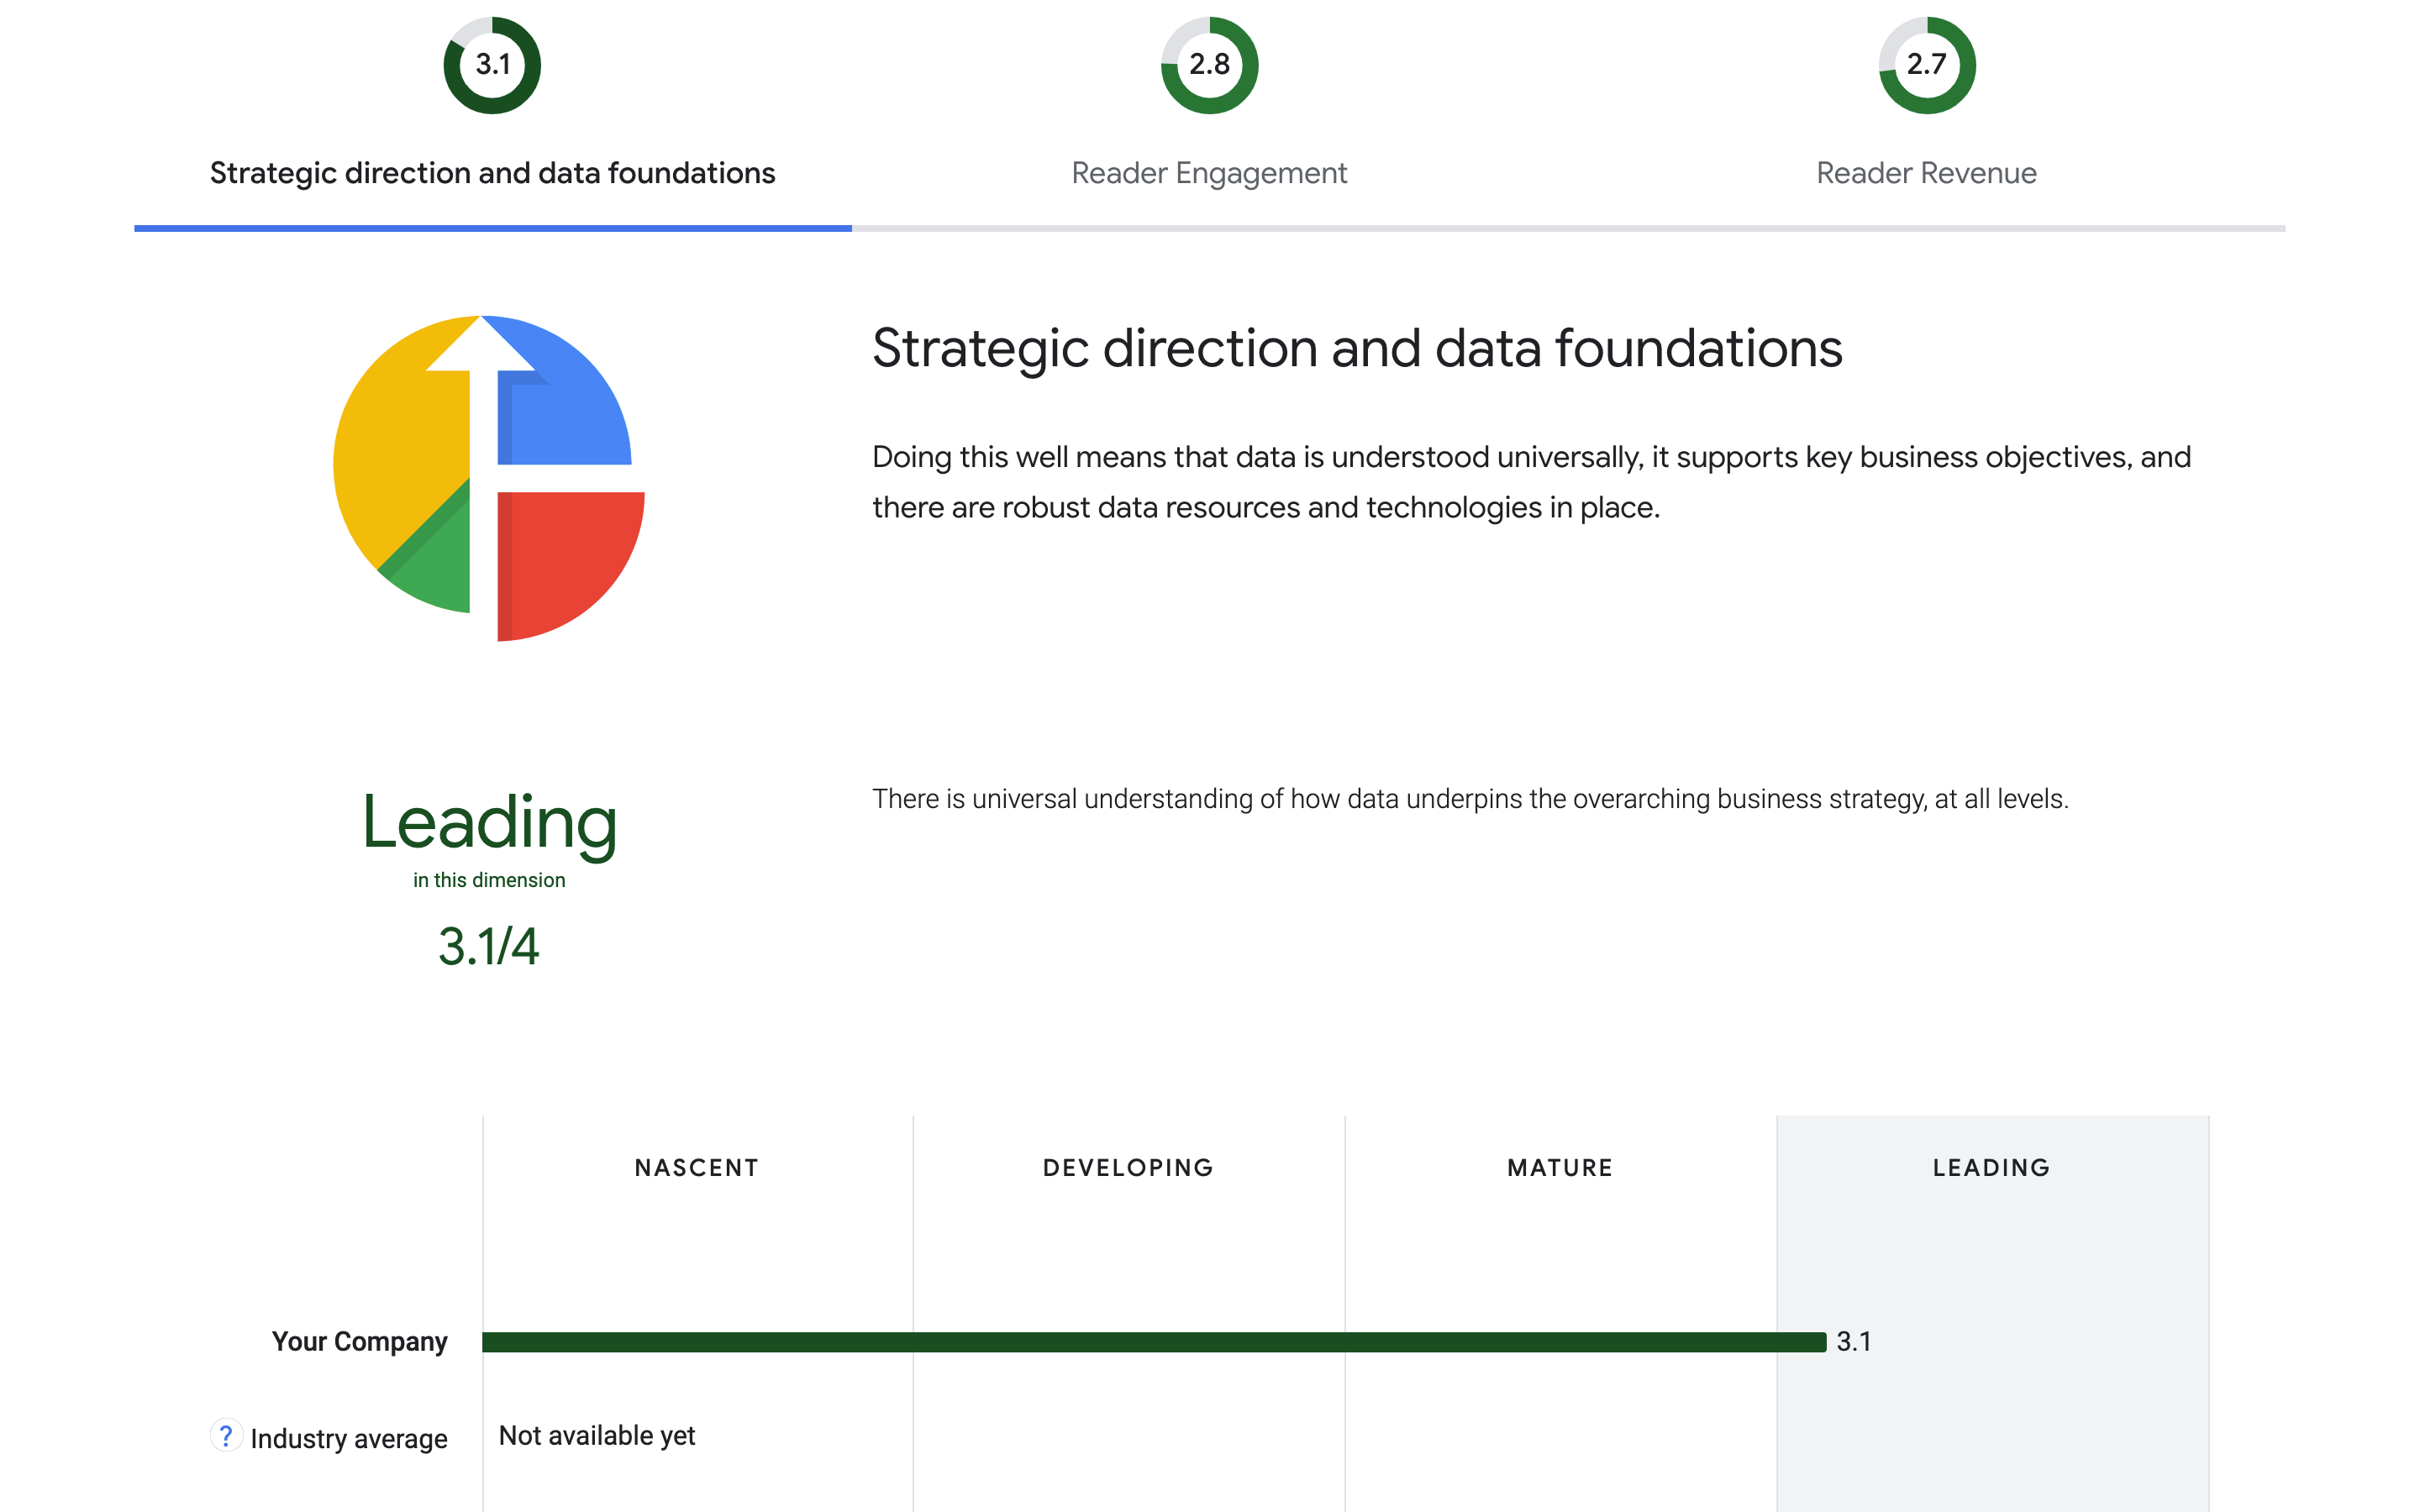 3.1
2.8
2.7
Strategic direction and data foundations
Reader Engagement
Reader Revenue
Strategic direction and data foundations
Doing this well means that data is understood universally, it supports key business objectives, and
there are robust data resources and technologies in place.
Leading
in this dimension
3.1/4
There is universal understanding of how data underpins the overarching business strategy, at all levels.
NASCENT
DEVELOPING
MATURE
LEADING
Your Company
3.1
? Industry average
Not available yet